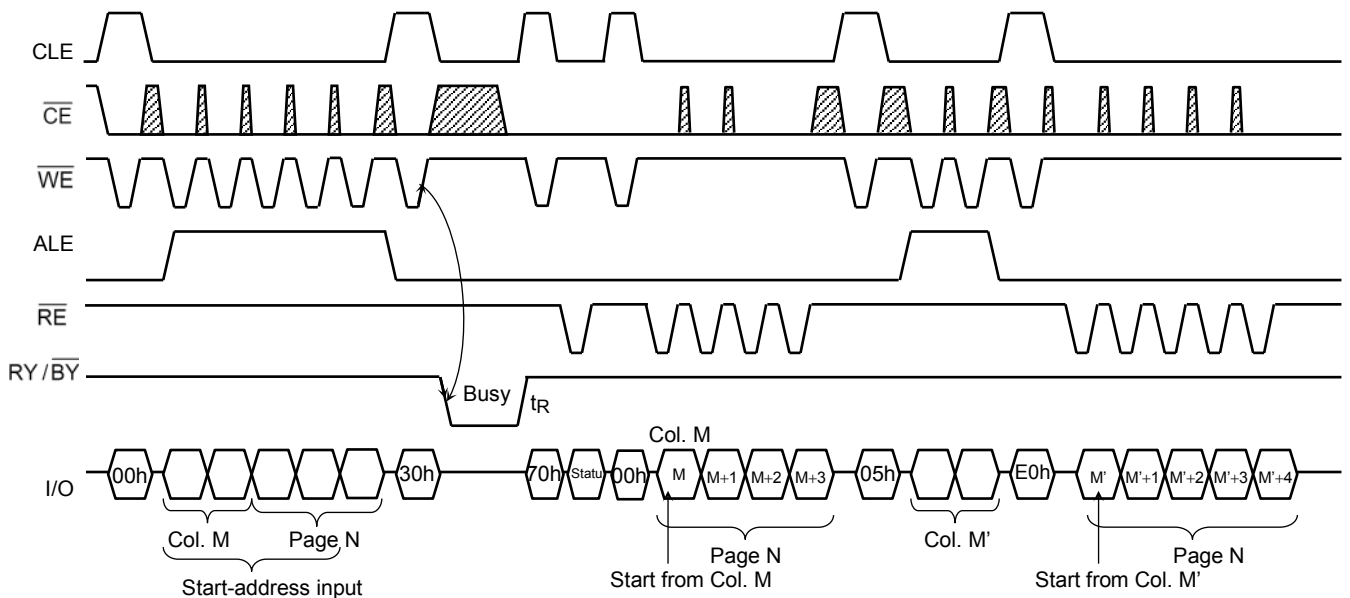 CLE
CE
WE
ALE
RE
RY/BY
Busy
tR
Col. M
I/O
00h
30h
70h
Statu
00h
M
M+1
M+2
M+3
05h
E0h
M'
M'+1
M'+2
M'+3
M'+4
Col. M
Page N
Start-address input
Page N
Start from Col. M
Col. M'
Page N
Start from Col. M'